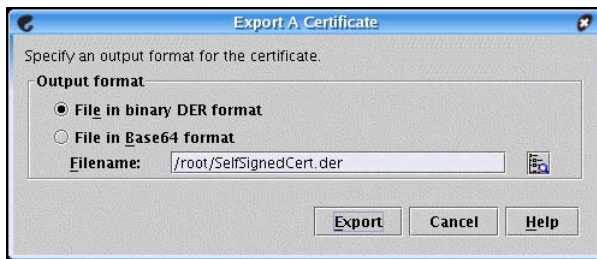 Export A Certificate
Specify an output format for the certificate.
Output format
File in binary DER format
File in Base64 format
Filename: /root/SelfSignedCert.der
Export Cancel Help